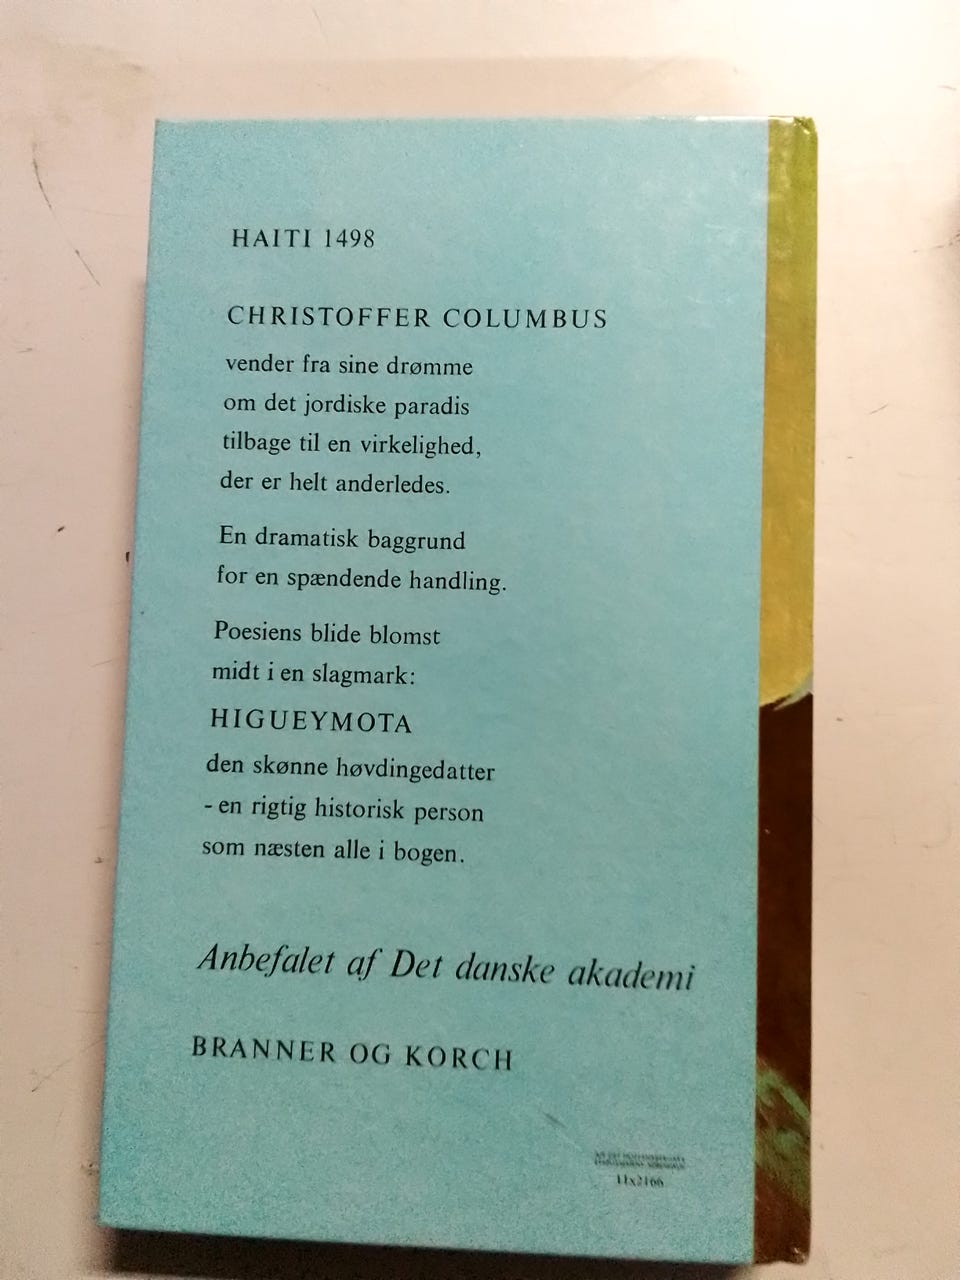 HAITI 1498
CHRISTOFFER COLUMBUS
vender fra sine drømme
om det jordiske paradis
tilbage til en virkelighed,
der er helt anderledes.
En dramatisk baggrund
for en spændende handling.
Poesiens blide blomst
midt i en slagmark:
HIGUEYMOTA
den skønne høvdingedatter
- en rigtig historisk person
som næsten alle i bogen.
Anbefalet af Det danske akademi
BRANNER OG KORCH
11x2166